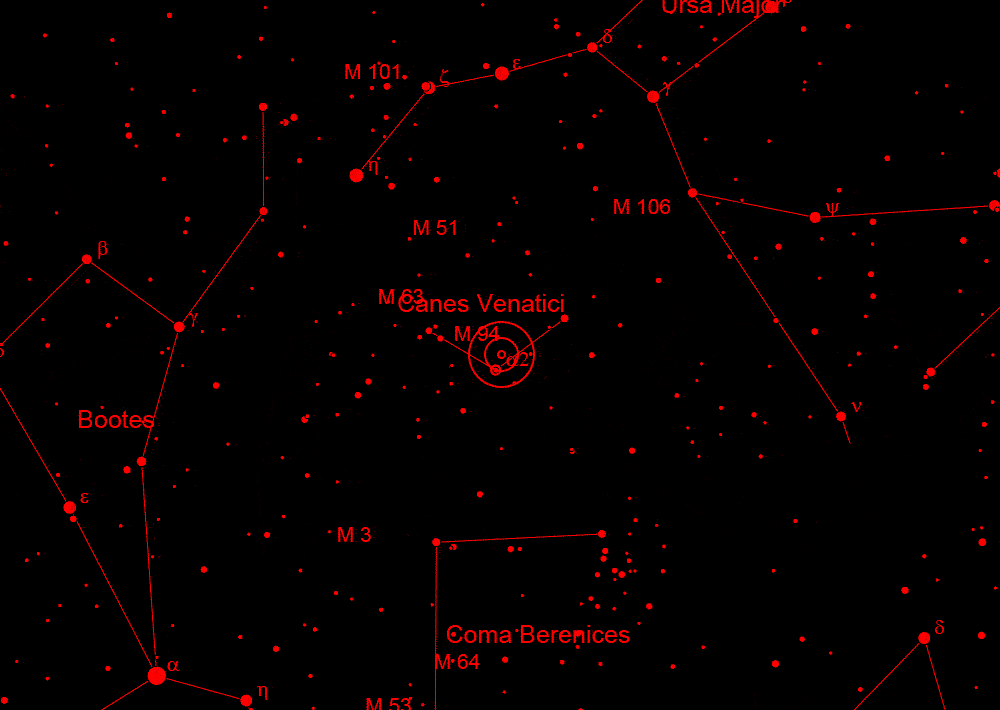 Ursa Major
δ
ε
M 101
ζ
γ
η
M 106
ψ
M 51
β
M 63
Canes Venatici
γ
M 94
α2
δ
ν
Bootes
ε
M 3
δ
Coma Berenices
M 64
α
η
M 53